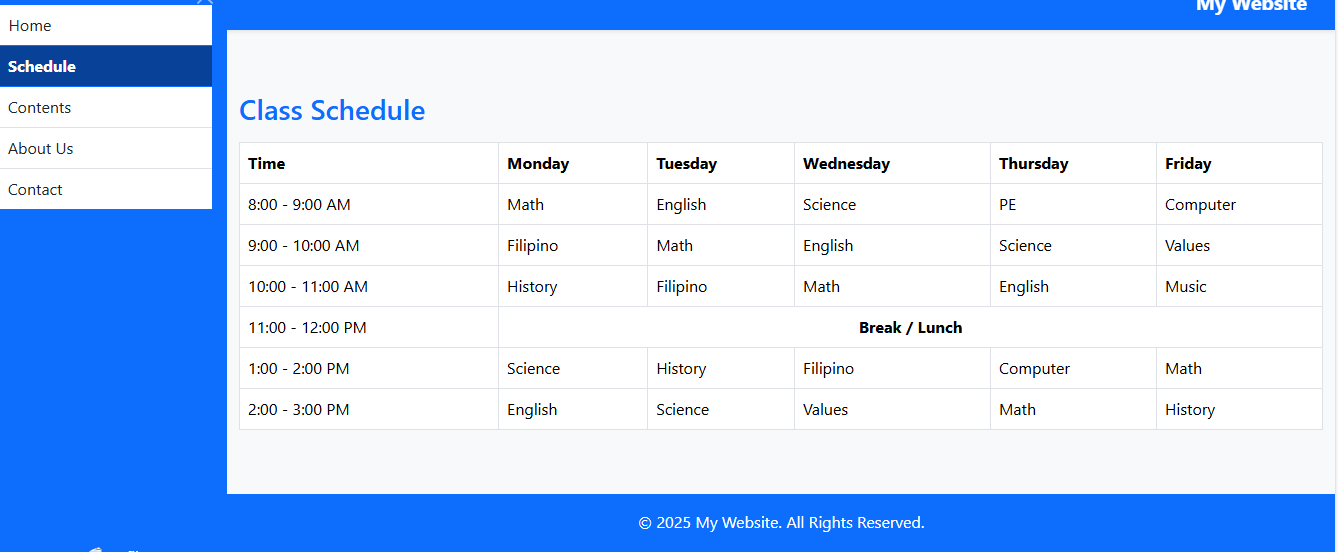 My Website
Home
Schedule
Contents
About Us
Contact
Class Schedule
Time Monday Tuesday Wednesday Thursday Friday
8:00 - 9:00 AM Math English Science PE Computer
9:00 - 10:00 AM Filipino Math English Science Values
10:00 - 11:00 AM History Filipino Math English Music
11:00 - 12:00 PM Break / Lunch
1:00 - 2:00 PM Science History Filipino Computer Math
2:00 - 3:00 PM English Science Values Math History
© 2025 My Website. All Rights Reserved.